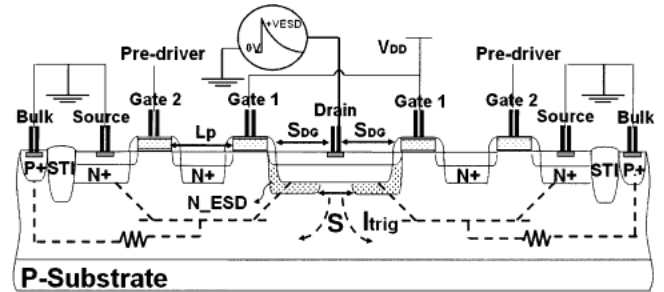 +VESD
0V
VDD
Pre-driver
Pre-driver
Gate 2
Gate 1
Drain
Gate 1
Gate 2
Bulk
Source
Source
Bulk
Lp
SDG
SDG
P+
STI
N+
N+
N+
N+
STI
P+
N_ESD
S
Itrig
P-Substrate